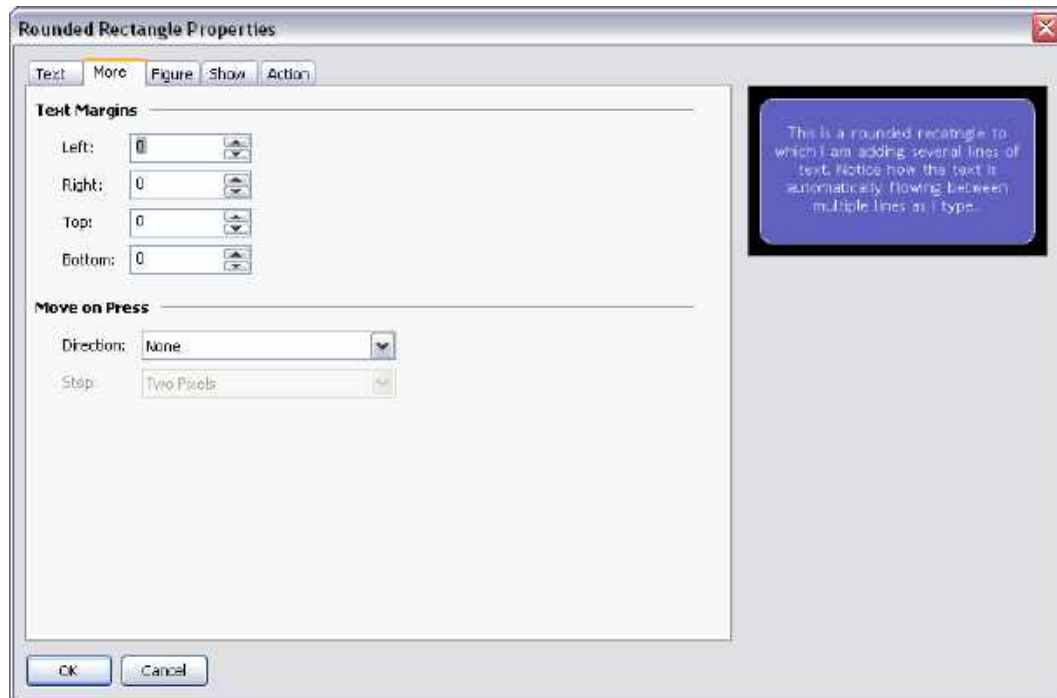 Rounded Rectangle Properties
Text More Figure Show Action
Text Margins
Left: 0
Right: 0
Top: 0
Bottom: 0
Move on Press
Direction: None
Step: Two Pixels
OK Cancel
This is a rounded recatngle to
which I am adding several lines of
text. Notice how the text is
automatically flowing between
multiple lines as I type...